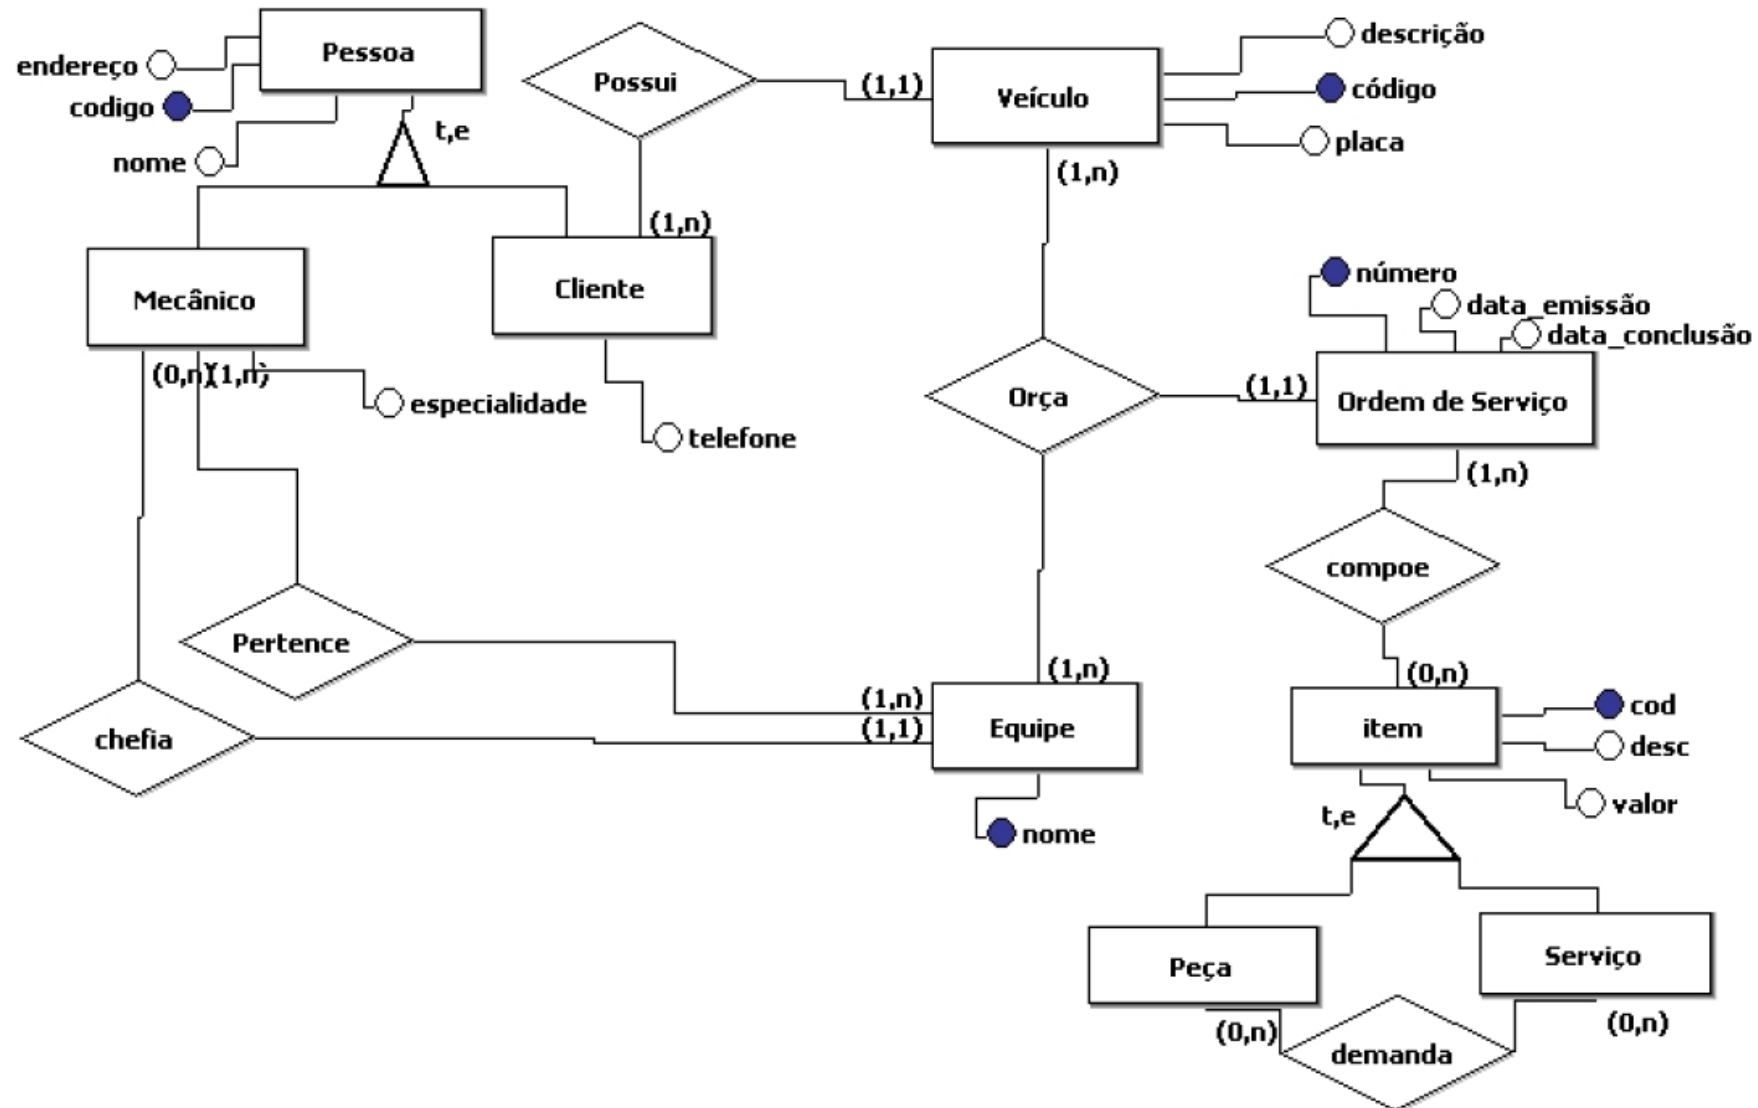 Pessoa
endereço
codigo
nome
t,e
Possui
(1,1)
Veículo
descrição
código
placa
(1,n)
(1,n)
Mecânico
Cliente
(0,n)
(1,n)
especialidade
telefone
Orça
(1,1)
número
data_emissão
data_conclusão
Ordem de Serviço
(1,n)
compoe
Pertence
chefia
(1,n)
(1,n)
(1,1)
Equipe
nome
(0,n)
item
cod
desc
valor
t,e
Peça
Serviço
(0,n)
demanda
(0,n)